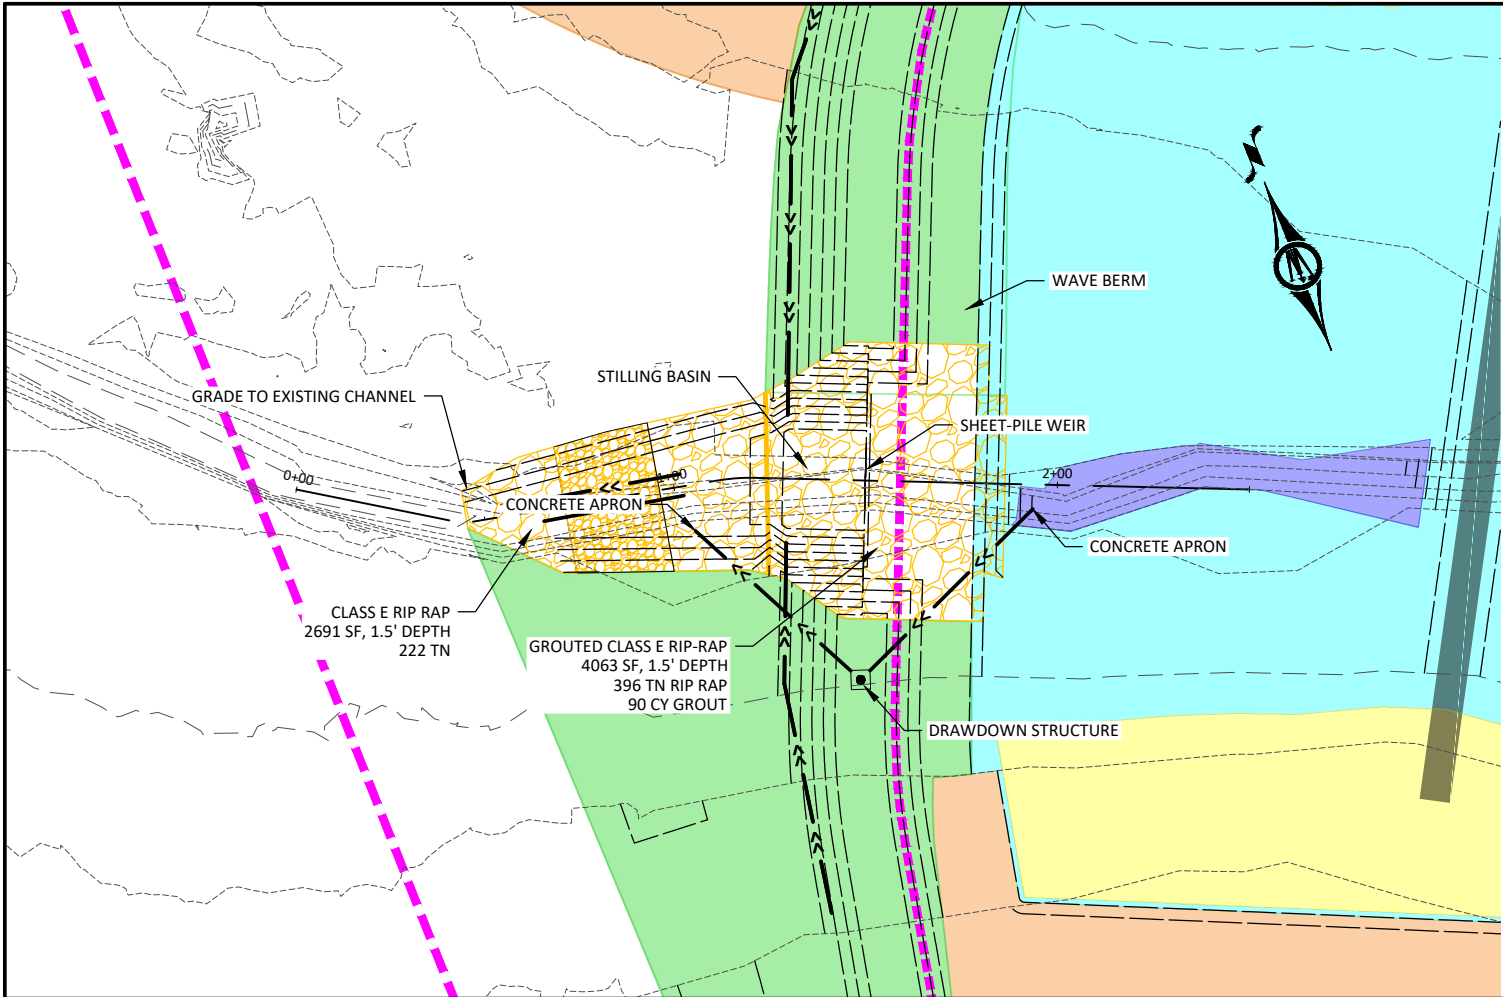 N
WAVE BERM
STILLING BASIN
GRADE TO EXISTING CHANNEL
SHEET-PILE WEIR
0+00
1+00
2+00
CONCRETE APRON
CONCRETE APRON
CLASS E RIP RAP
2691 SF, 1.5' DEPTH
222 TN
GROUTED CLASS E RIP-RAP
4063 SF, 1.5' DEPTH
396 TN RIP RAP
90 CY GROUT
DRAWDOWN STRUCTURE